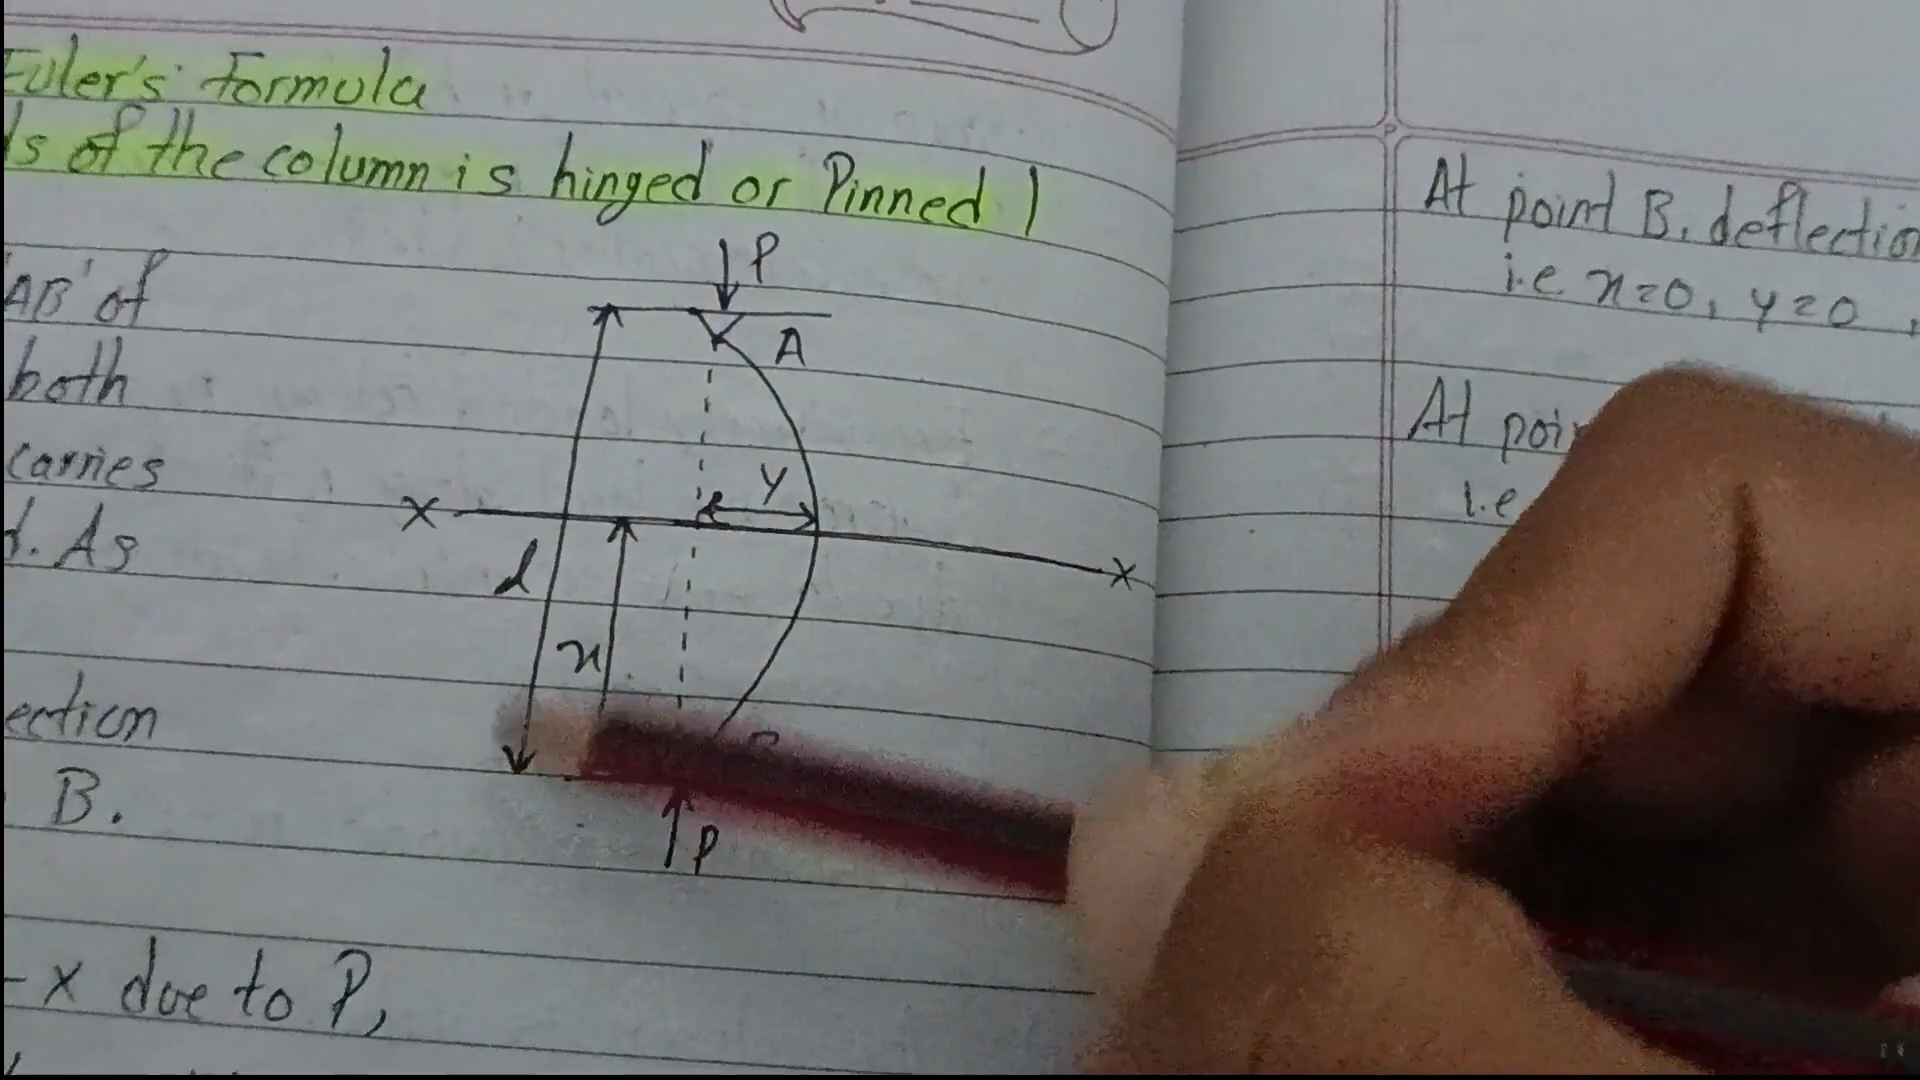 Euler's Formula
ds of the column is hinged or Pinned )
'AB' of
both
carries
d. As
ection
B.
-x due to P,
P
A
y
x
x
l
x
P
At point B, deflection
i.e x=0, y=0,
At poi
i.e